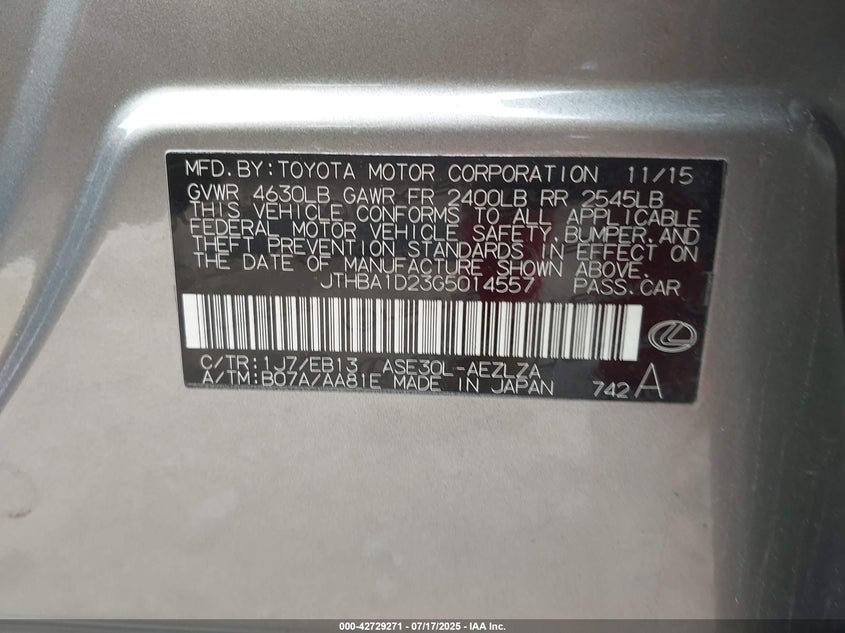 MFD.BY:TOYOTA MOTOR CORPORATION 11/15
GVWR 4630LB GAWR FR 2400LB RR 2545LB
THIS VEHICLE CONFORMS TO ALL APPLICABLE
FEDERAL MOTOR VEHICLE SAFETY,BUMPER,AND
THEFT PREVENTION STANDARDS IN EFFECT ON
THE DATE OF MANUFACTURE SHOWN ABOVE.
JTHBA1D23G5014557 PASS.CAR
C/TR:1J7/EB13 ASE30L-AEZLZA
A/TM:B07A/AA81E MADE IN JAPAN 742A
000-42729271 - 07/17/2025 - IAA Inc.